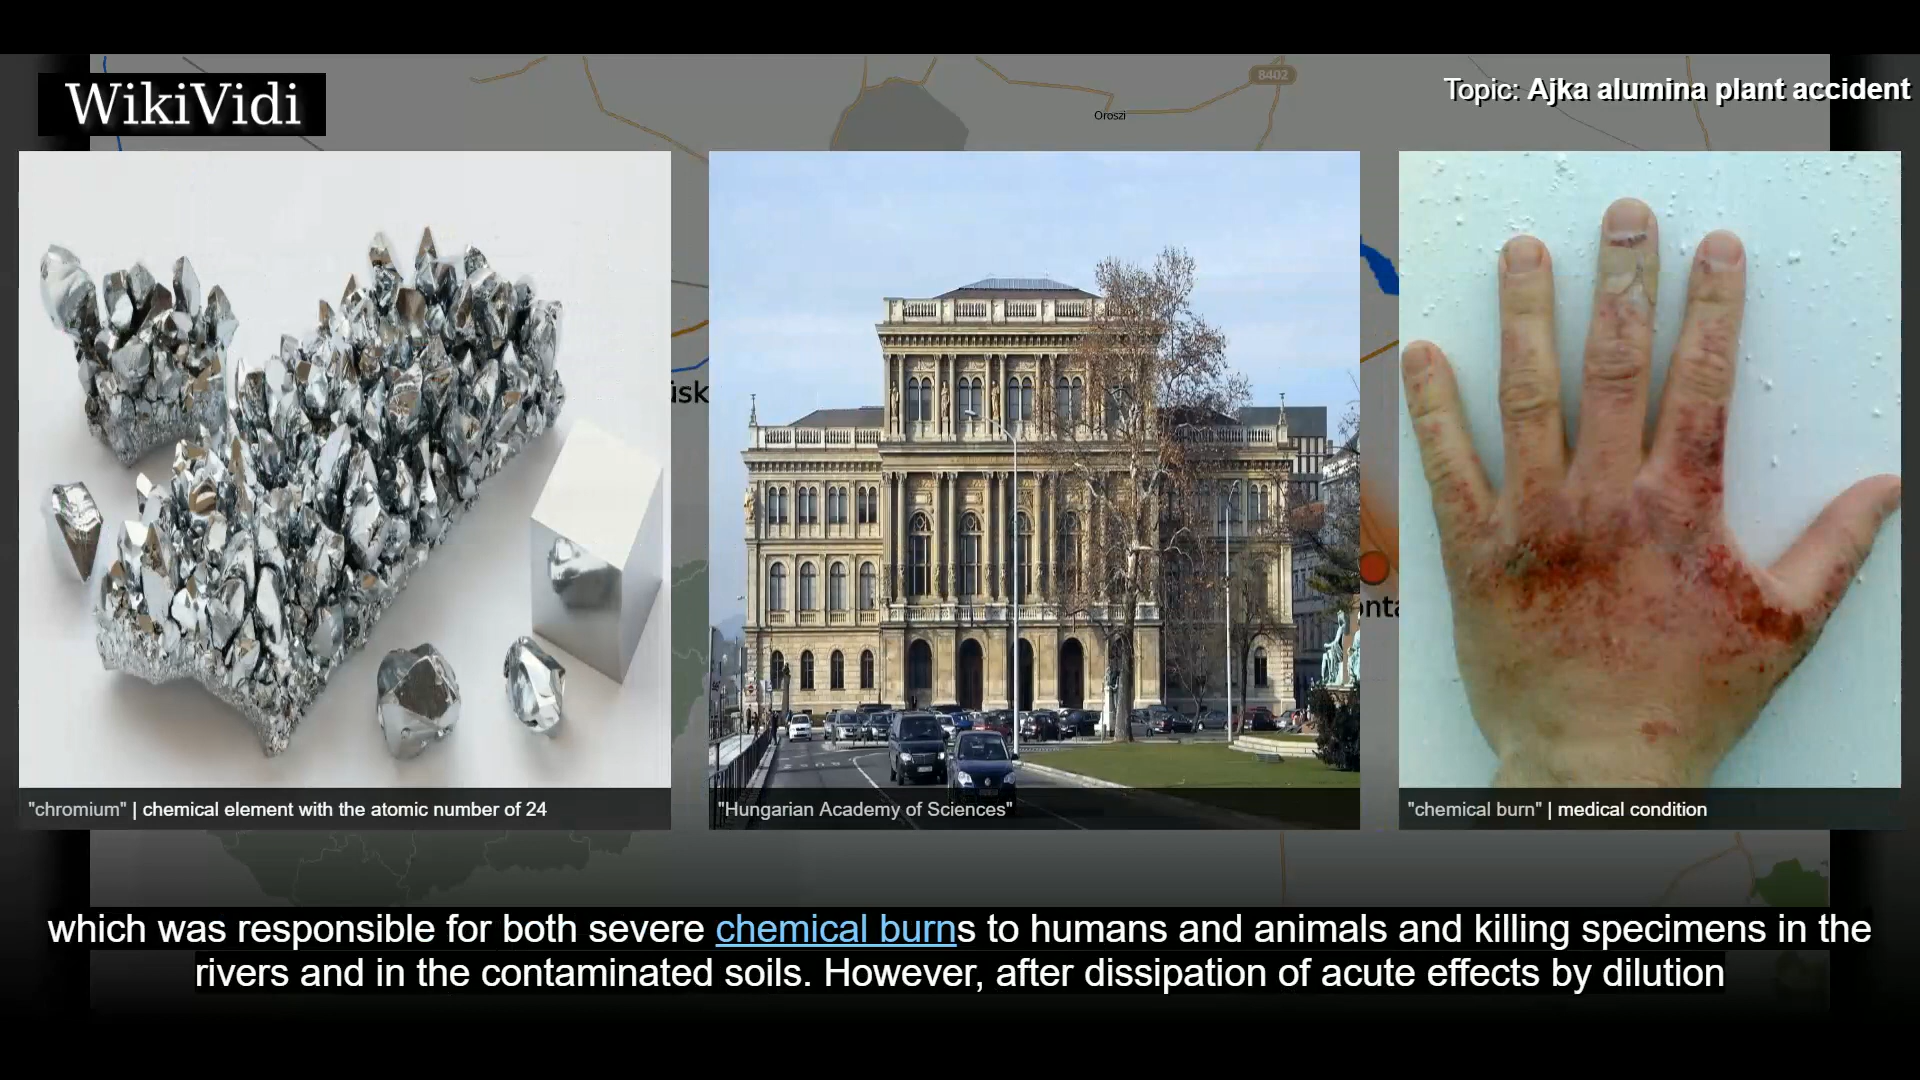 8402
WikiVidi
Topic: Ajka alumina plant accident
Oroszi
üsk
onta
"chromium" | chemical element with the atomic number of 24
"Hungarian Academy of Sciences"
"chemical burn" | medical condition
which was responsible for both severe chemical burns to humans and animals and killing specimens in the
rivers and in the contaminated soils. However, after dissipation of acute effects by dilution